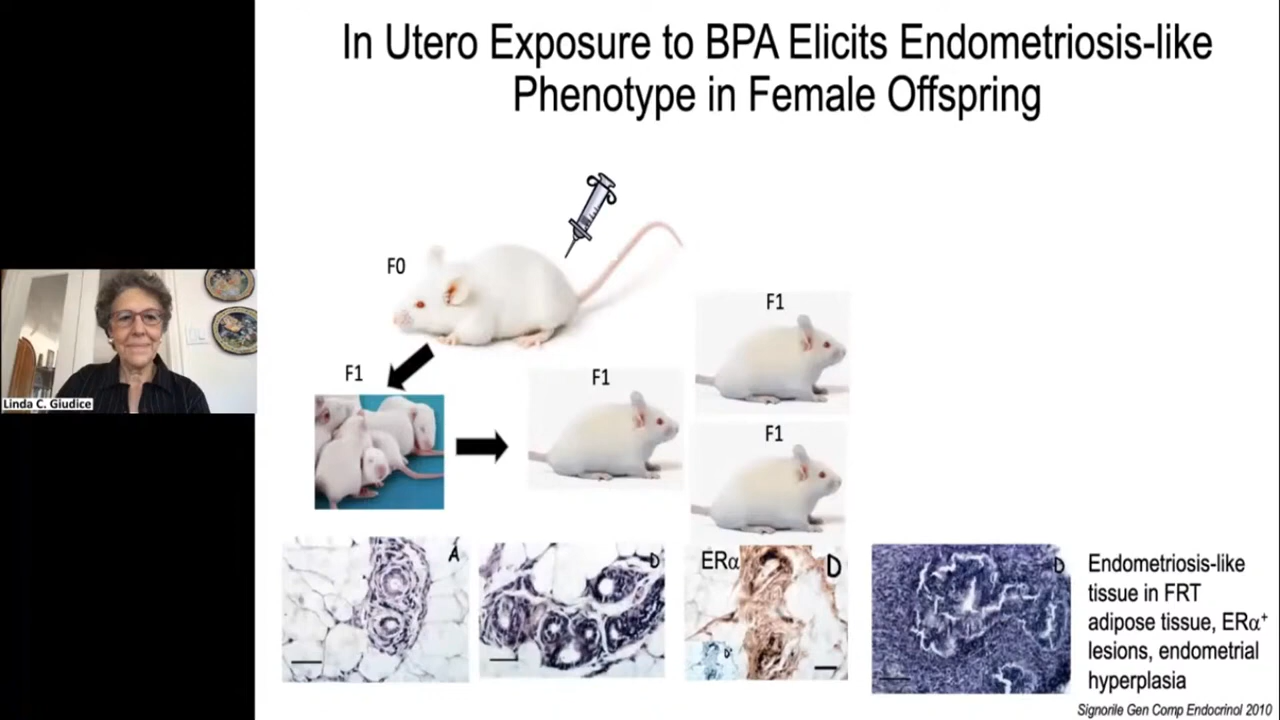 In Utero Exposure to BPA Elicits Endometriosis-like
Phenotype in Female Offspring
F0
F1
F1
F1
F1
Linda C. Giudice
A
D
ERα
D
D
Endometriosis-like
tissue in FRT
adipose tissue, ERα⁺
lesions, endometrial
hyperplasia
Signorile Gen Comp Endocrinol 2010